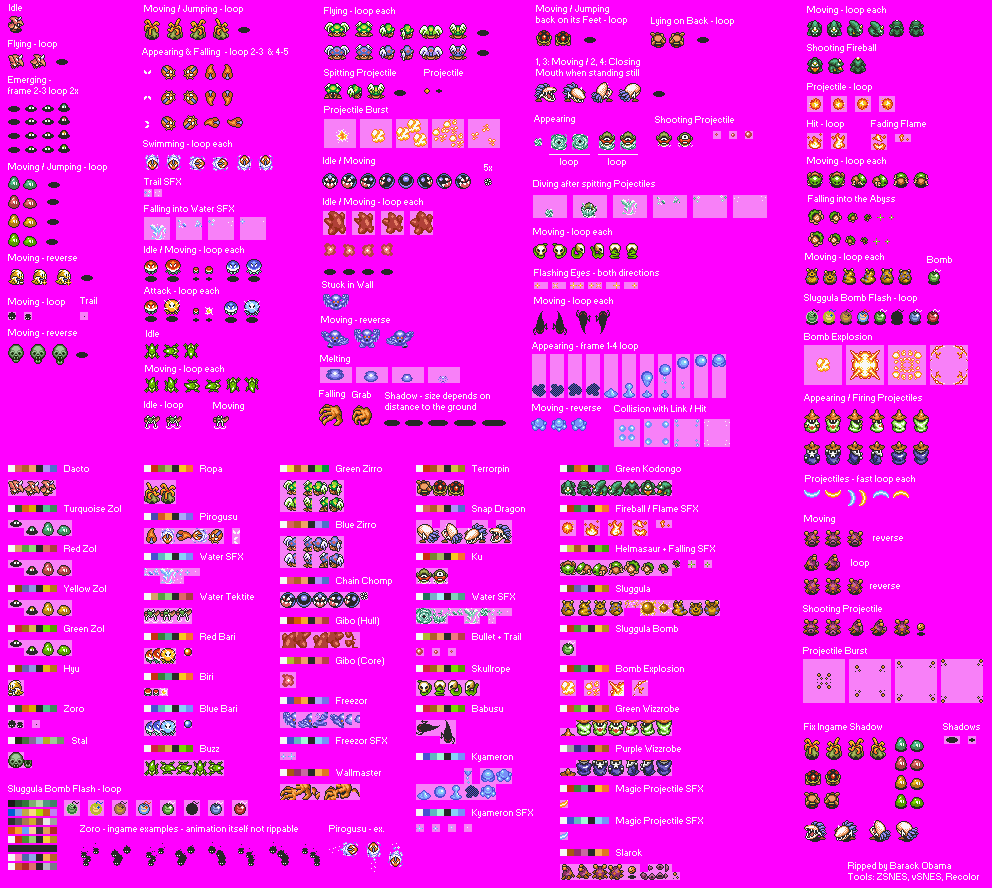 Idle
Flying - loop
Emerging -
frame 2-3 loop 2x
Moving / Jumping - loop
Moving - reverse
Moving - loop
Trail
Moving - reverse
Moving / Jumping - loop
Appearing & Falling - loop 2-3 & 4-5
Swimming - loop each
Trail SFX
Falling into Water SFX
Idle / Moving - loop each
Attack - loop each
Idle
Moving - loop each
Idle - loop
Moving
Flying - loop each
Spitting Projectile
Projectile
Projectile Burst
Idle / Moving
5x
Idle / Moving - loop each
Stuck in Wall
Moving - reverse
Melting
Falling
Grab
Shadow - size depends on
distance to the ground
Moving / Jumping
back on its Feet - loop
Lying on Back - loop
1, 3: Moving / 2, 4: Closing
Mouth when standing still
Appearing
Shooting Projectile
loop
loop
Diving after spitting Pojectiles
Moving - loop each
Flashing Eyes - both directions
Moving - loop each
Appearing - frame 1-4 loop
Moving - reverse
Collision with Link / Hit
Moving - loop each
Shooting Fireball
Projectile - loop
Hit - loop
Fading Flame
Moving - loop each
Falling into the Abyss
Moving - loop each
Bomb
Sluggula Bomb Flash - loop
Bomb Explosion
Appearing / Firing Projectiles
Projectiles - fast loop each
Moving
reverse
loop
reverse
Shooting Projectile
Projectile Burst
Fix Ingame Shadow
Shadows
Dacto
Turquoise Zol
Red Zol
Yellow Zol
Green Zol
Hyu
Zoro
Stal
Sluggula Bomb Flash - loop
Ropa
Pirogusu
Water SFX
Water Tektite
Red Bari
Biri
Blue Bari
Buzz
Green Zirro
Blue Zirro
Chain Chomp
Gibo (Hull)
Gibo (Core)
Freezor
Freezor SFX
Wallmaster
Terrorpin
Snap Dragon
Ku
Water SFX
Bullet + Trail
Skullrope
Babusu
Kyameron
Kyameron SFX
Green Kodongo
Fireball / Flame SFX
Helmasaur + Falling SFX
Sluggula
Sluggula Bomb
Bomb Explosion
Green Wizzrobe
Purple Wizzrobe
Magic Projectile SFX
Magic Projectile SFX
Slarok
Zoro - ingame examples - animation itself not rippable
Pirogusu - ex.
Ripped by Barack Obama
Tools: ZSNES, vSNES, Recolor